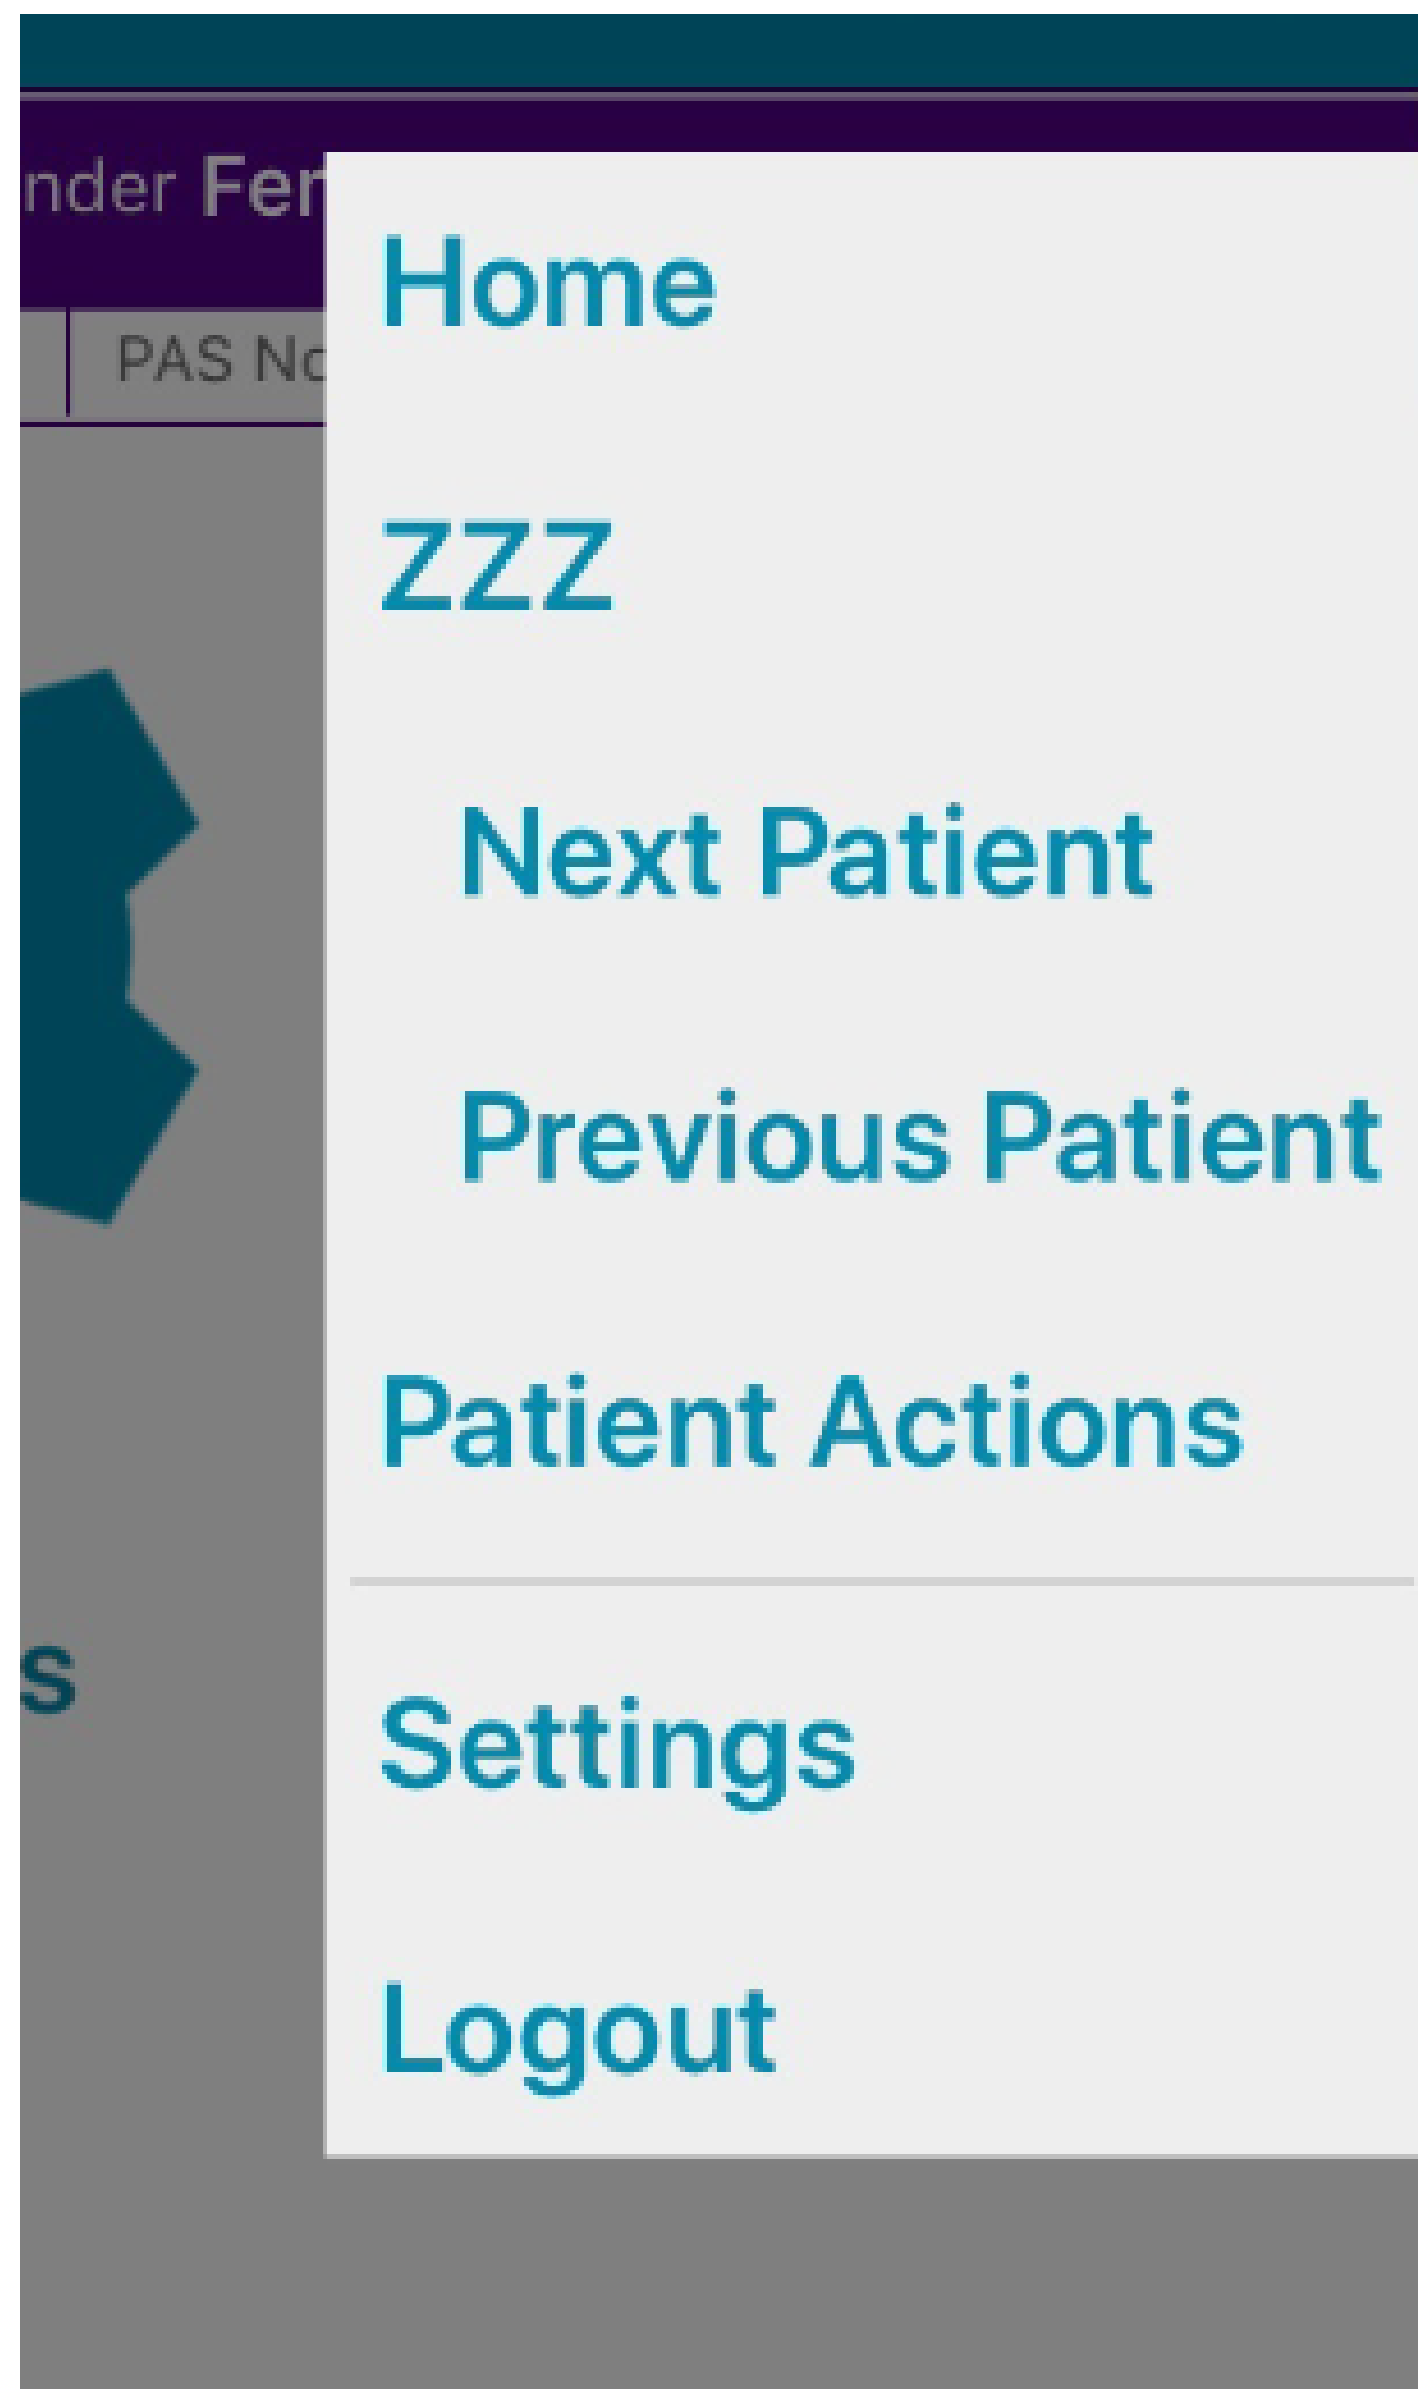 nder Fer
Home
PAS No
ZZZ
Next Patient
Previous Patient
Patient Actions
s
Settings
Logout